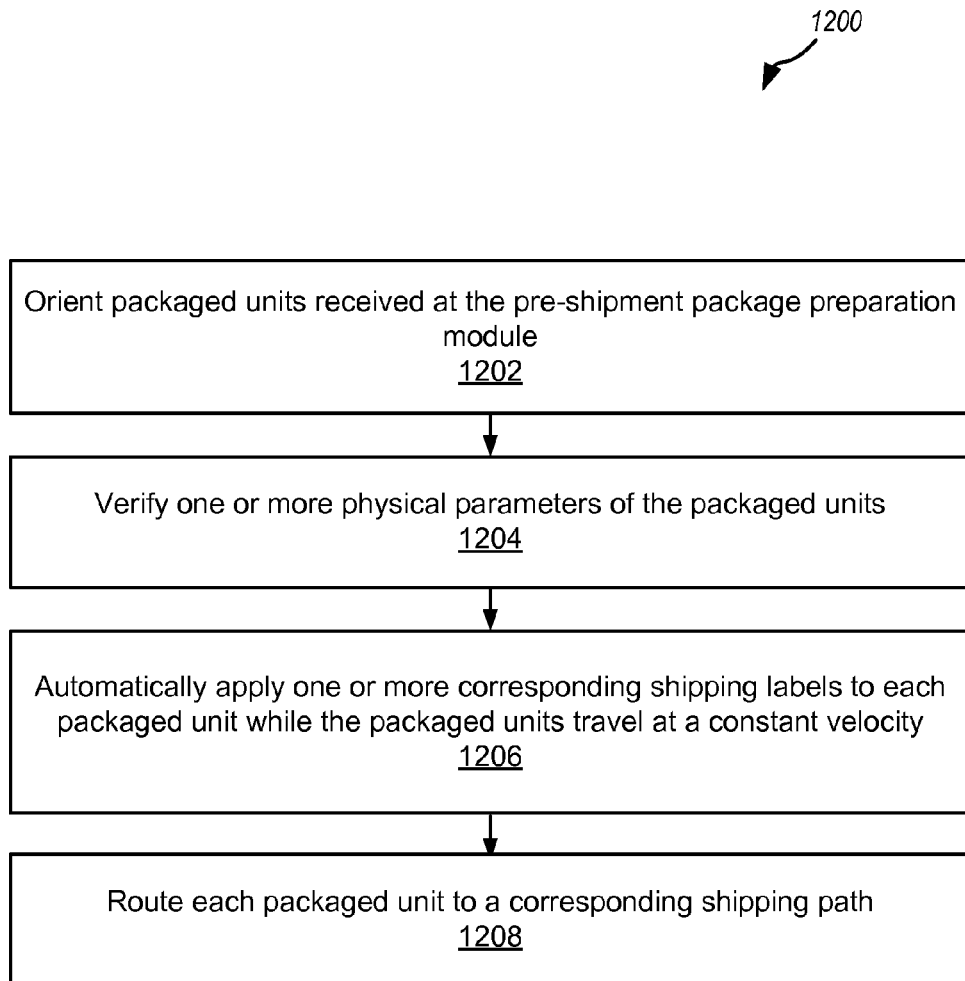 1200
Orient packaged units received at the pre-shipment package preparation
module
1202
Verify one or more physical parameters of the packaged units
1204
Automatically apply one or more corresponding shipping labels to each
packaged unit while the packaged units travel at a constant velocity
1206
Route each packaged unit to a corresponding shipping path
1208